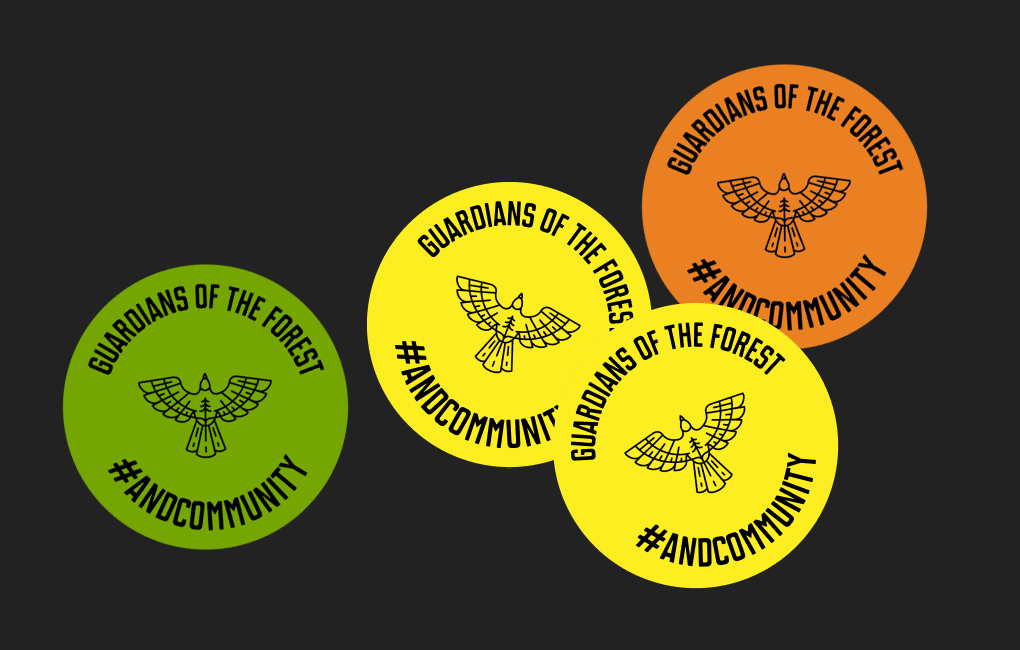 GUARDIANS OF THE FOREST
#ANDCOMMUNITY
GUARDIANS OF THE FOREST
#ANDCOMMUNIT
GUARDIANS OF THE FOREST
#ANDCOMMUNITY
GUARDIANS OF THE FOREST
#ANDCOMMUNITY